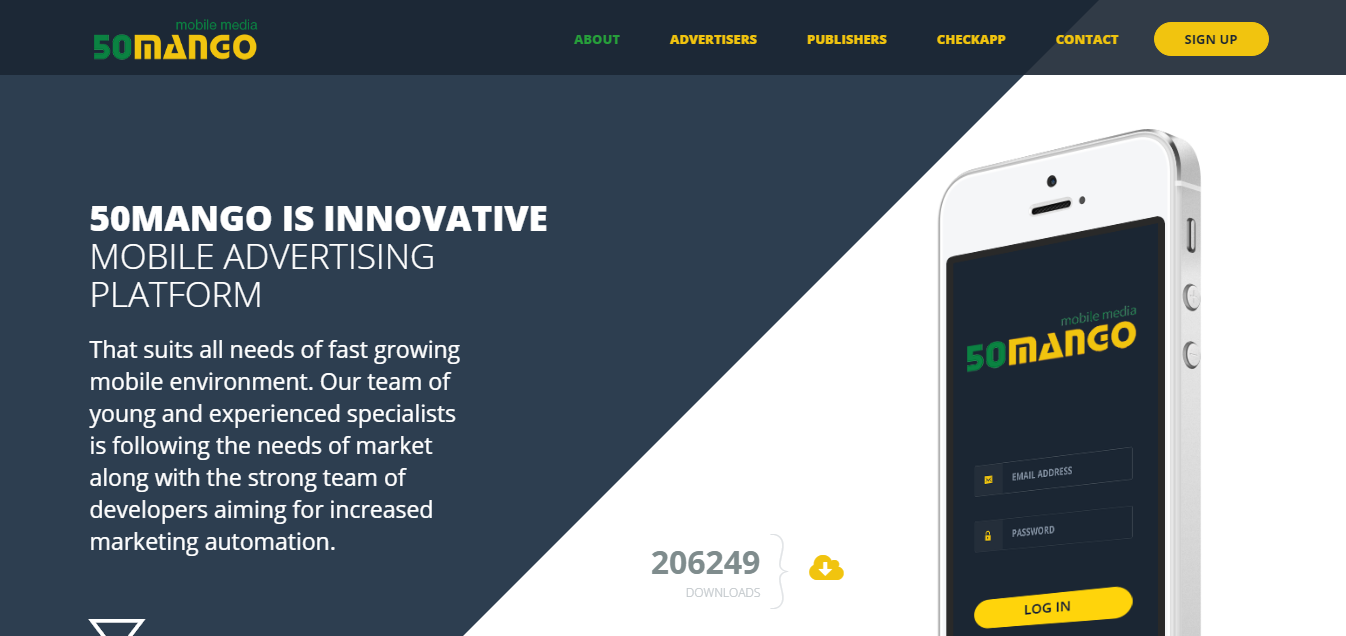 mobile media
50MANGO
ABOUT
ADVERTISERS
PUBLISHERS
CHECKAPP
CONTACT
SIGN UP
50MANGO IS INNOVATIVE
MOBILE ADVERTISING
PLATFORM
That suits all needs of fast growing
mobile environment. Our team of
young and experienced specialists
is following the needs of market
along with the strong team of
developers aiming for increased
marketing automation.
206249
DOWNLOADS
mobile media
50MANGO
EMAIL ADDRESS
PASSWORD
LOG IN